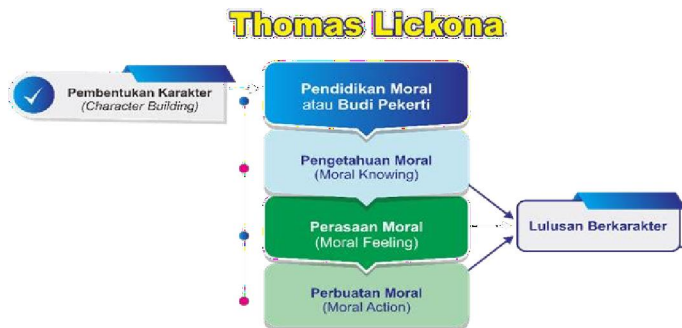 Thomas Lickona
Pembentukan Karakter
(Character Building)
Pendidikan Moral
atau Budi Pekerti
Pengetahuan Moral
(Moral Knowing)
Perasaan Moral
(Moral Feeling)
Perbuatan Moral
(Moral Action)
Lulusan Berkarakter